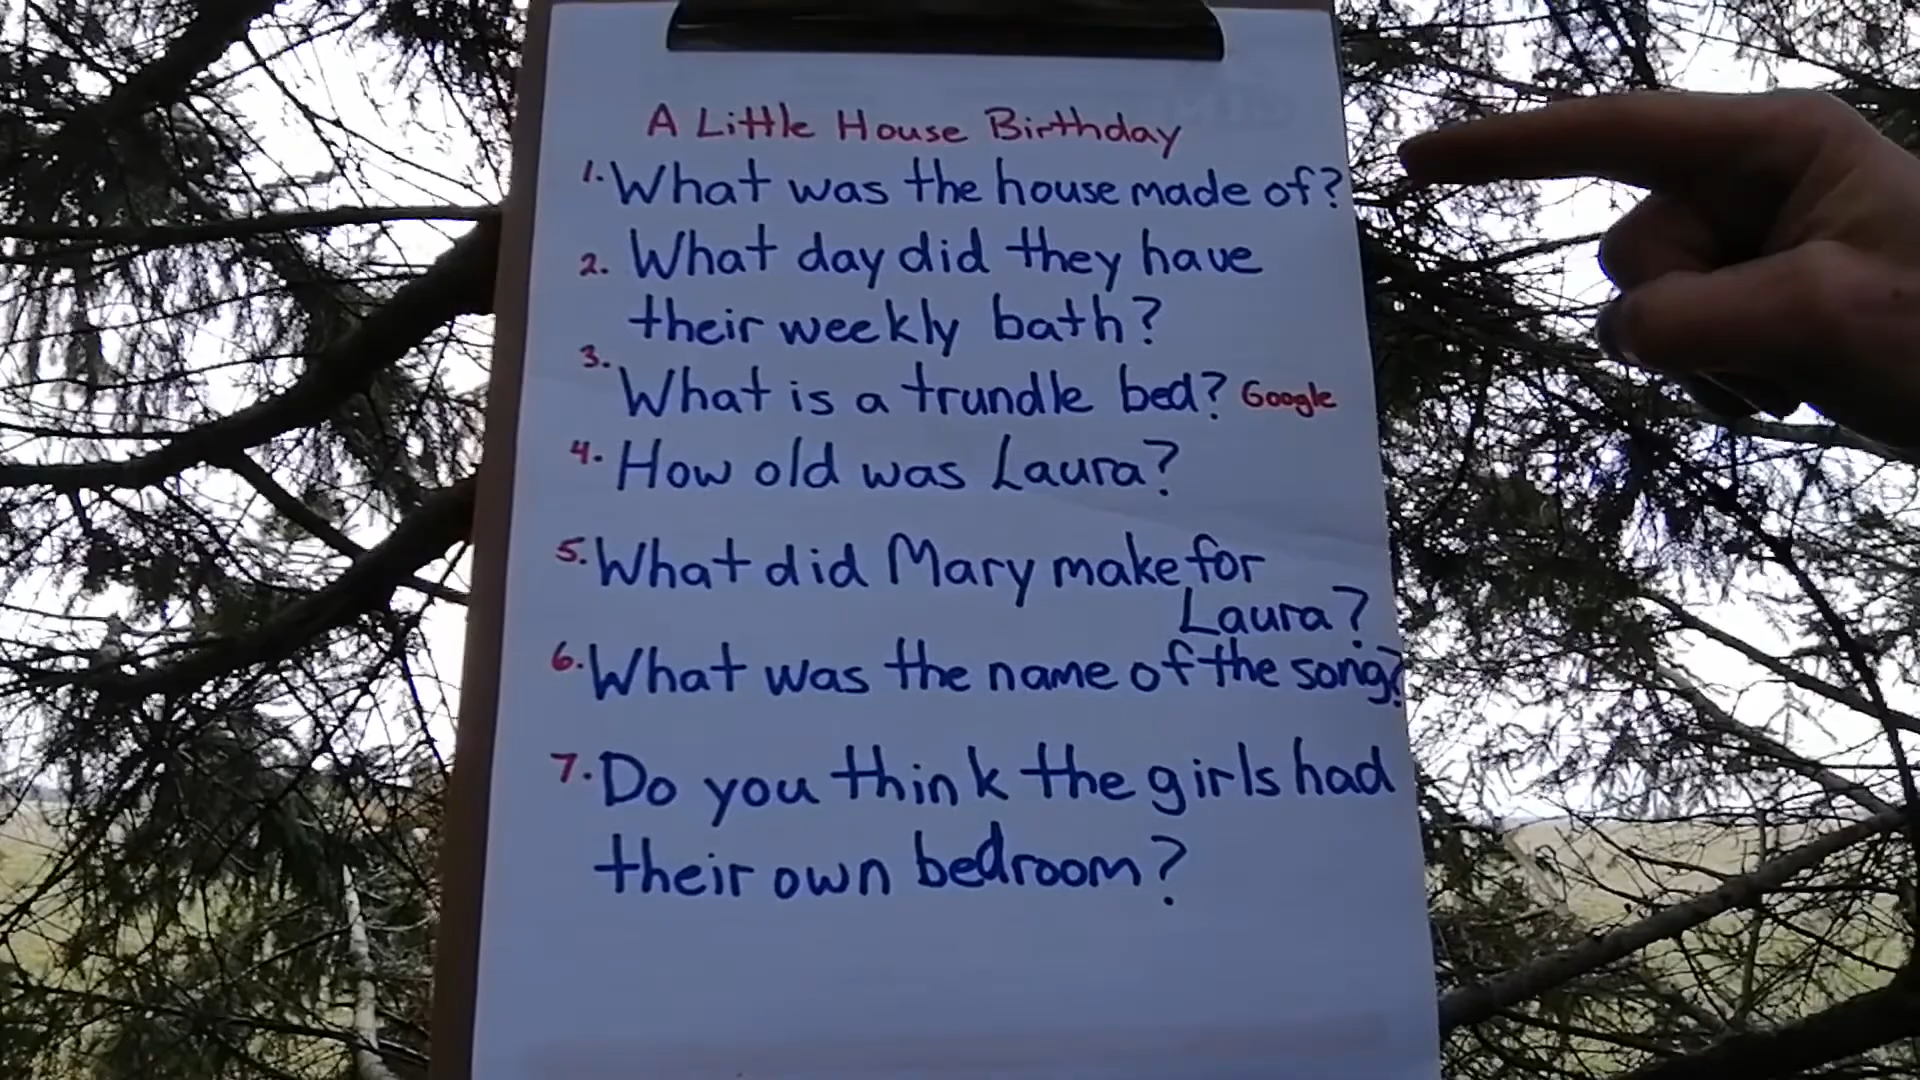 A Little House Birthday
1. What was the house made of?
2. What day did they have
their weekly bath?
3.
What is a trundle bed? Google
4. How old was Laura?
5. What did Mary make for
Laura?
6. What was the name of the song?
7. Do you think the girls had
their own bedroom?